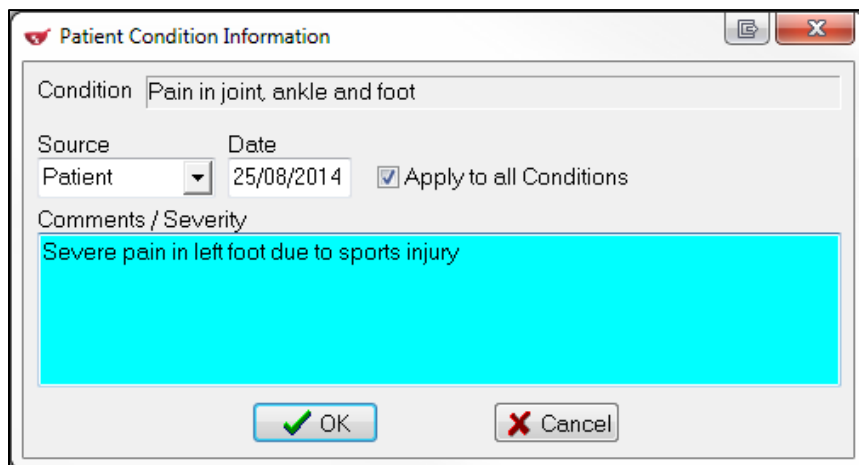 Patient Condition Information
Condition Pain in joint, ankle and foot
Source Date
Patient 25/08/2014 Apply to all Conditions
Comments / Severity
Severe pain in left foot due to sports injury
OK Cancel